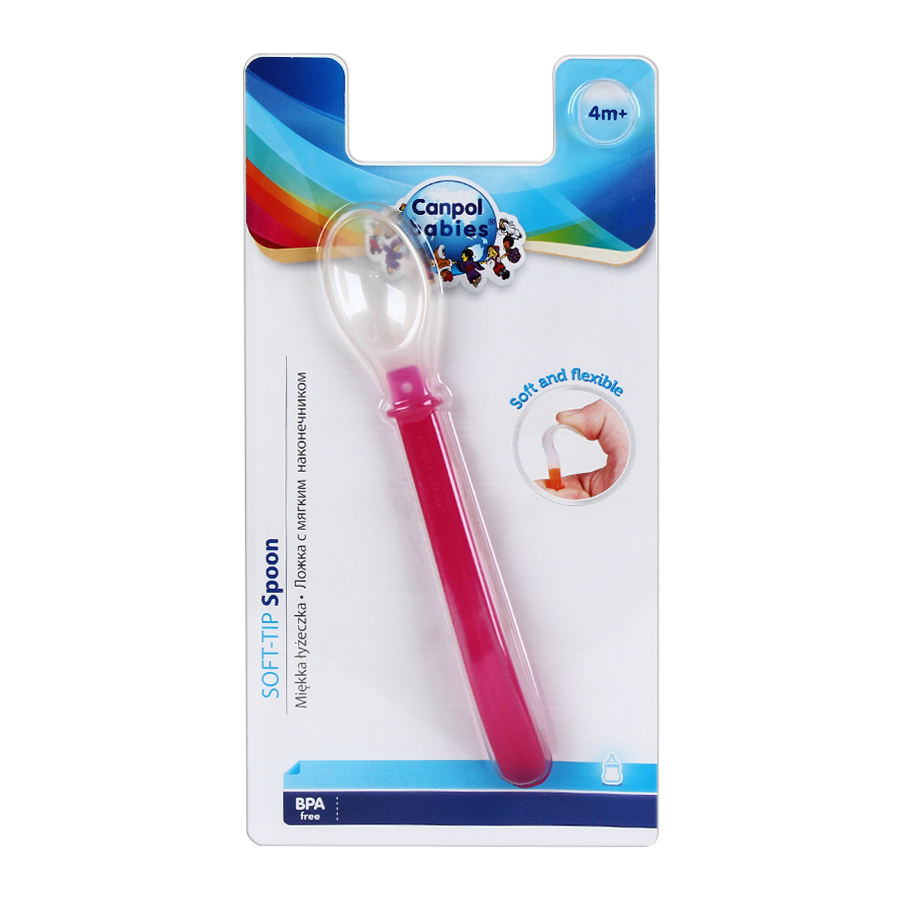 4m+
Canpol
babies®
Soft and flexible
SOFT-TIP Spoon
Miękka łyżeczka • Ложка с мягким наконечником
BPA
free